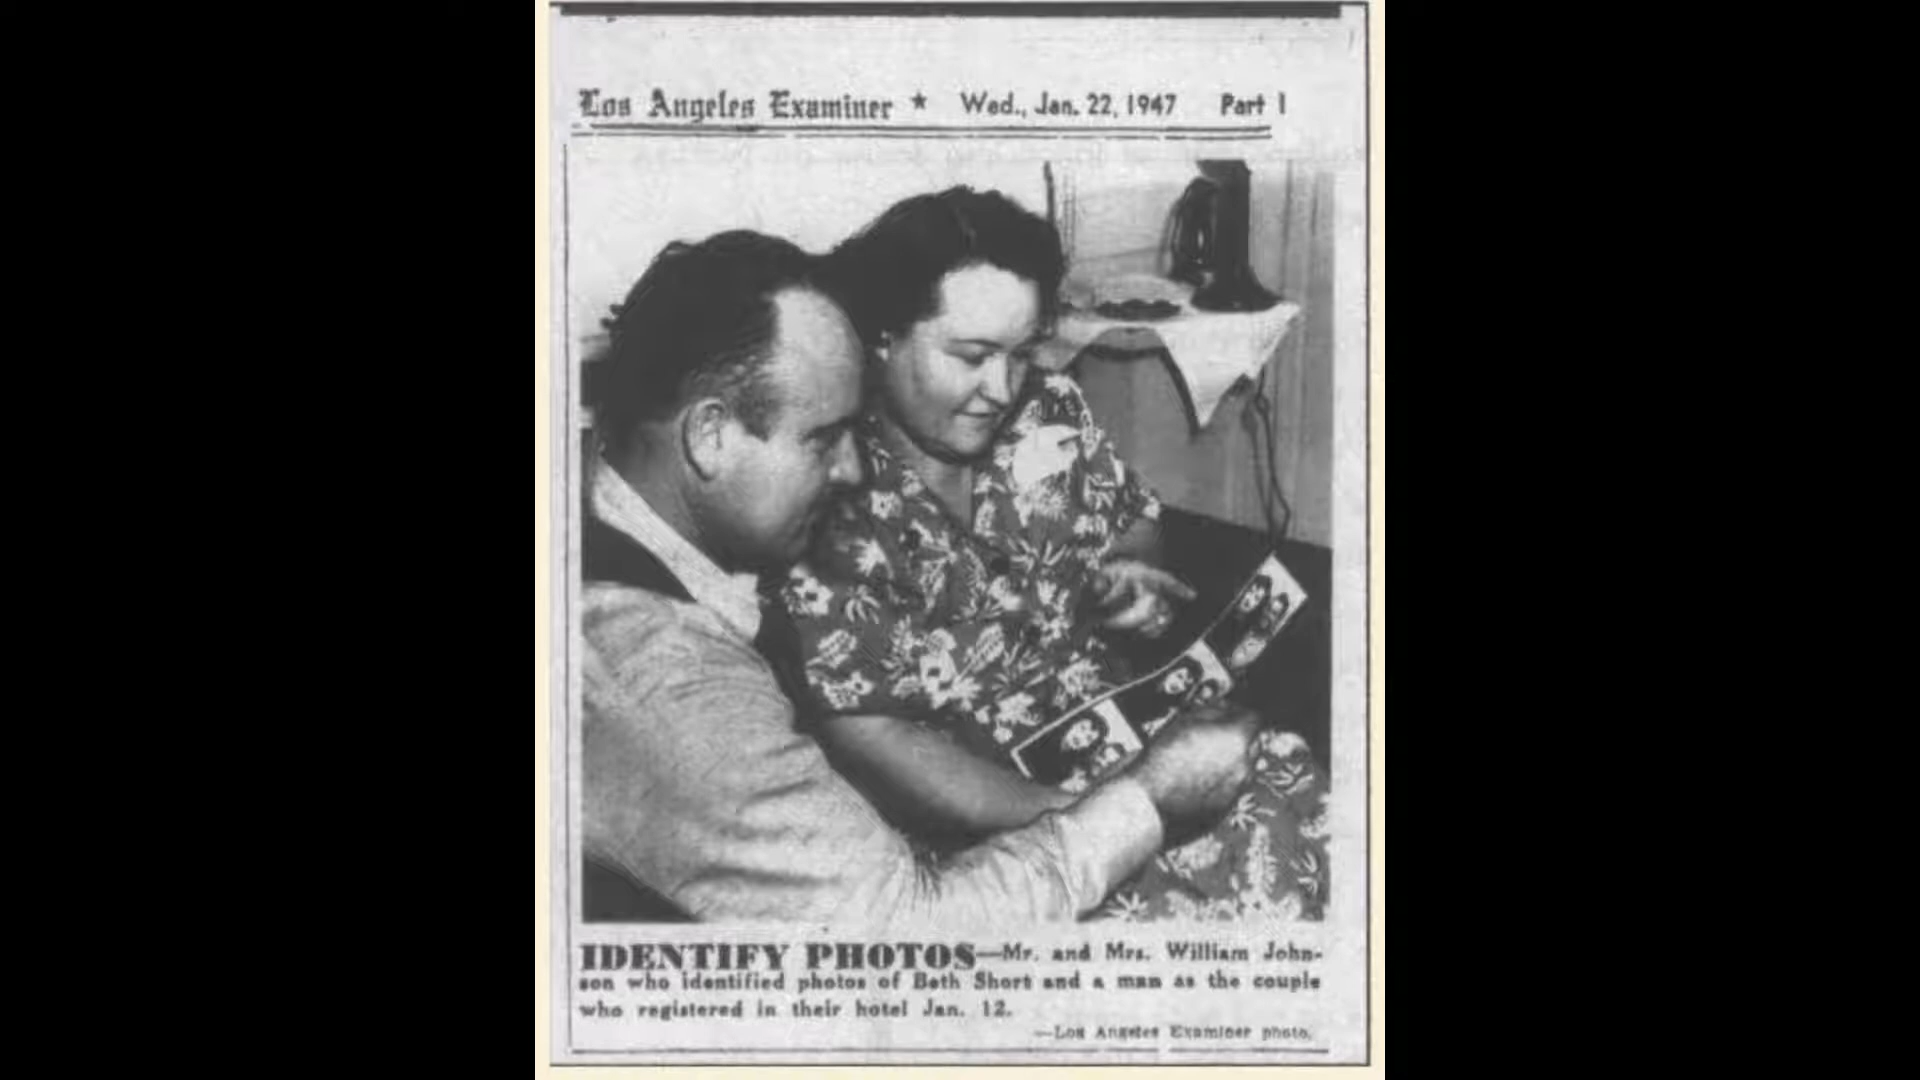 Los Angeles Examiner ★ Wed., Jan. 22, 1947 Part 1
IDENTIFY PHOTOS—Mr. and Mrs. William John-
son who identified photos of Beth Short and a man as the couple
who registered in their hotel Jan. 12.
—Los Angeles Examiner photo.